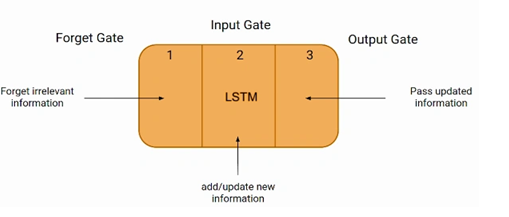 Input Gate
Forget Gate
Output Gate
1
2
3
Forget irrelevant
information
LSTM
Pass updated
information
add/update new
information